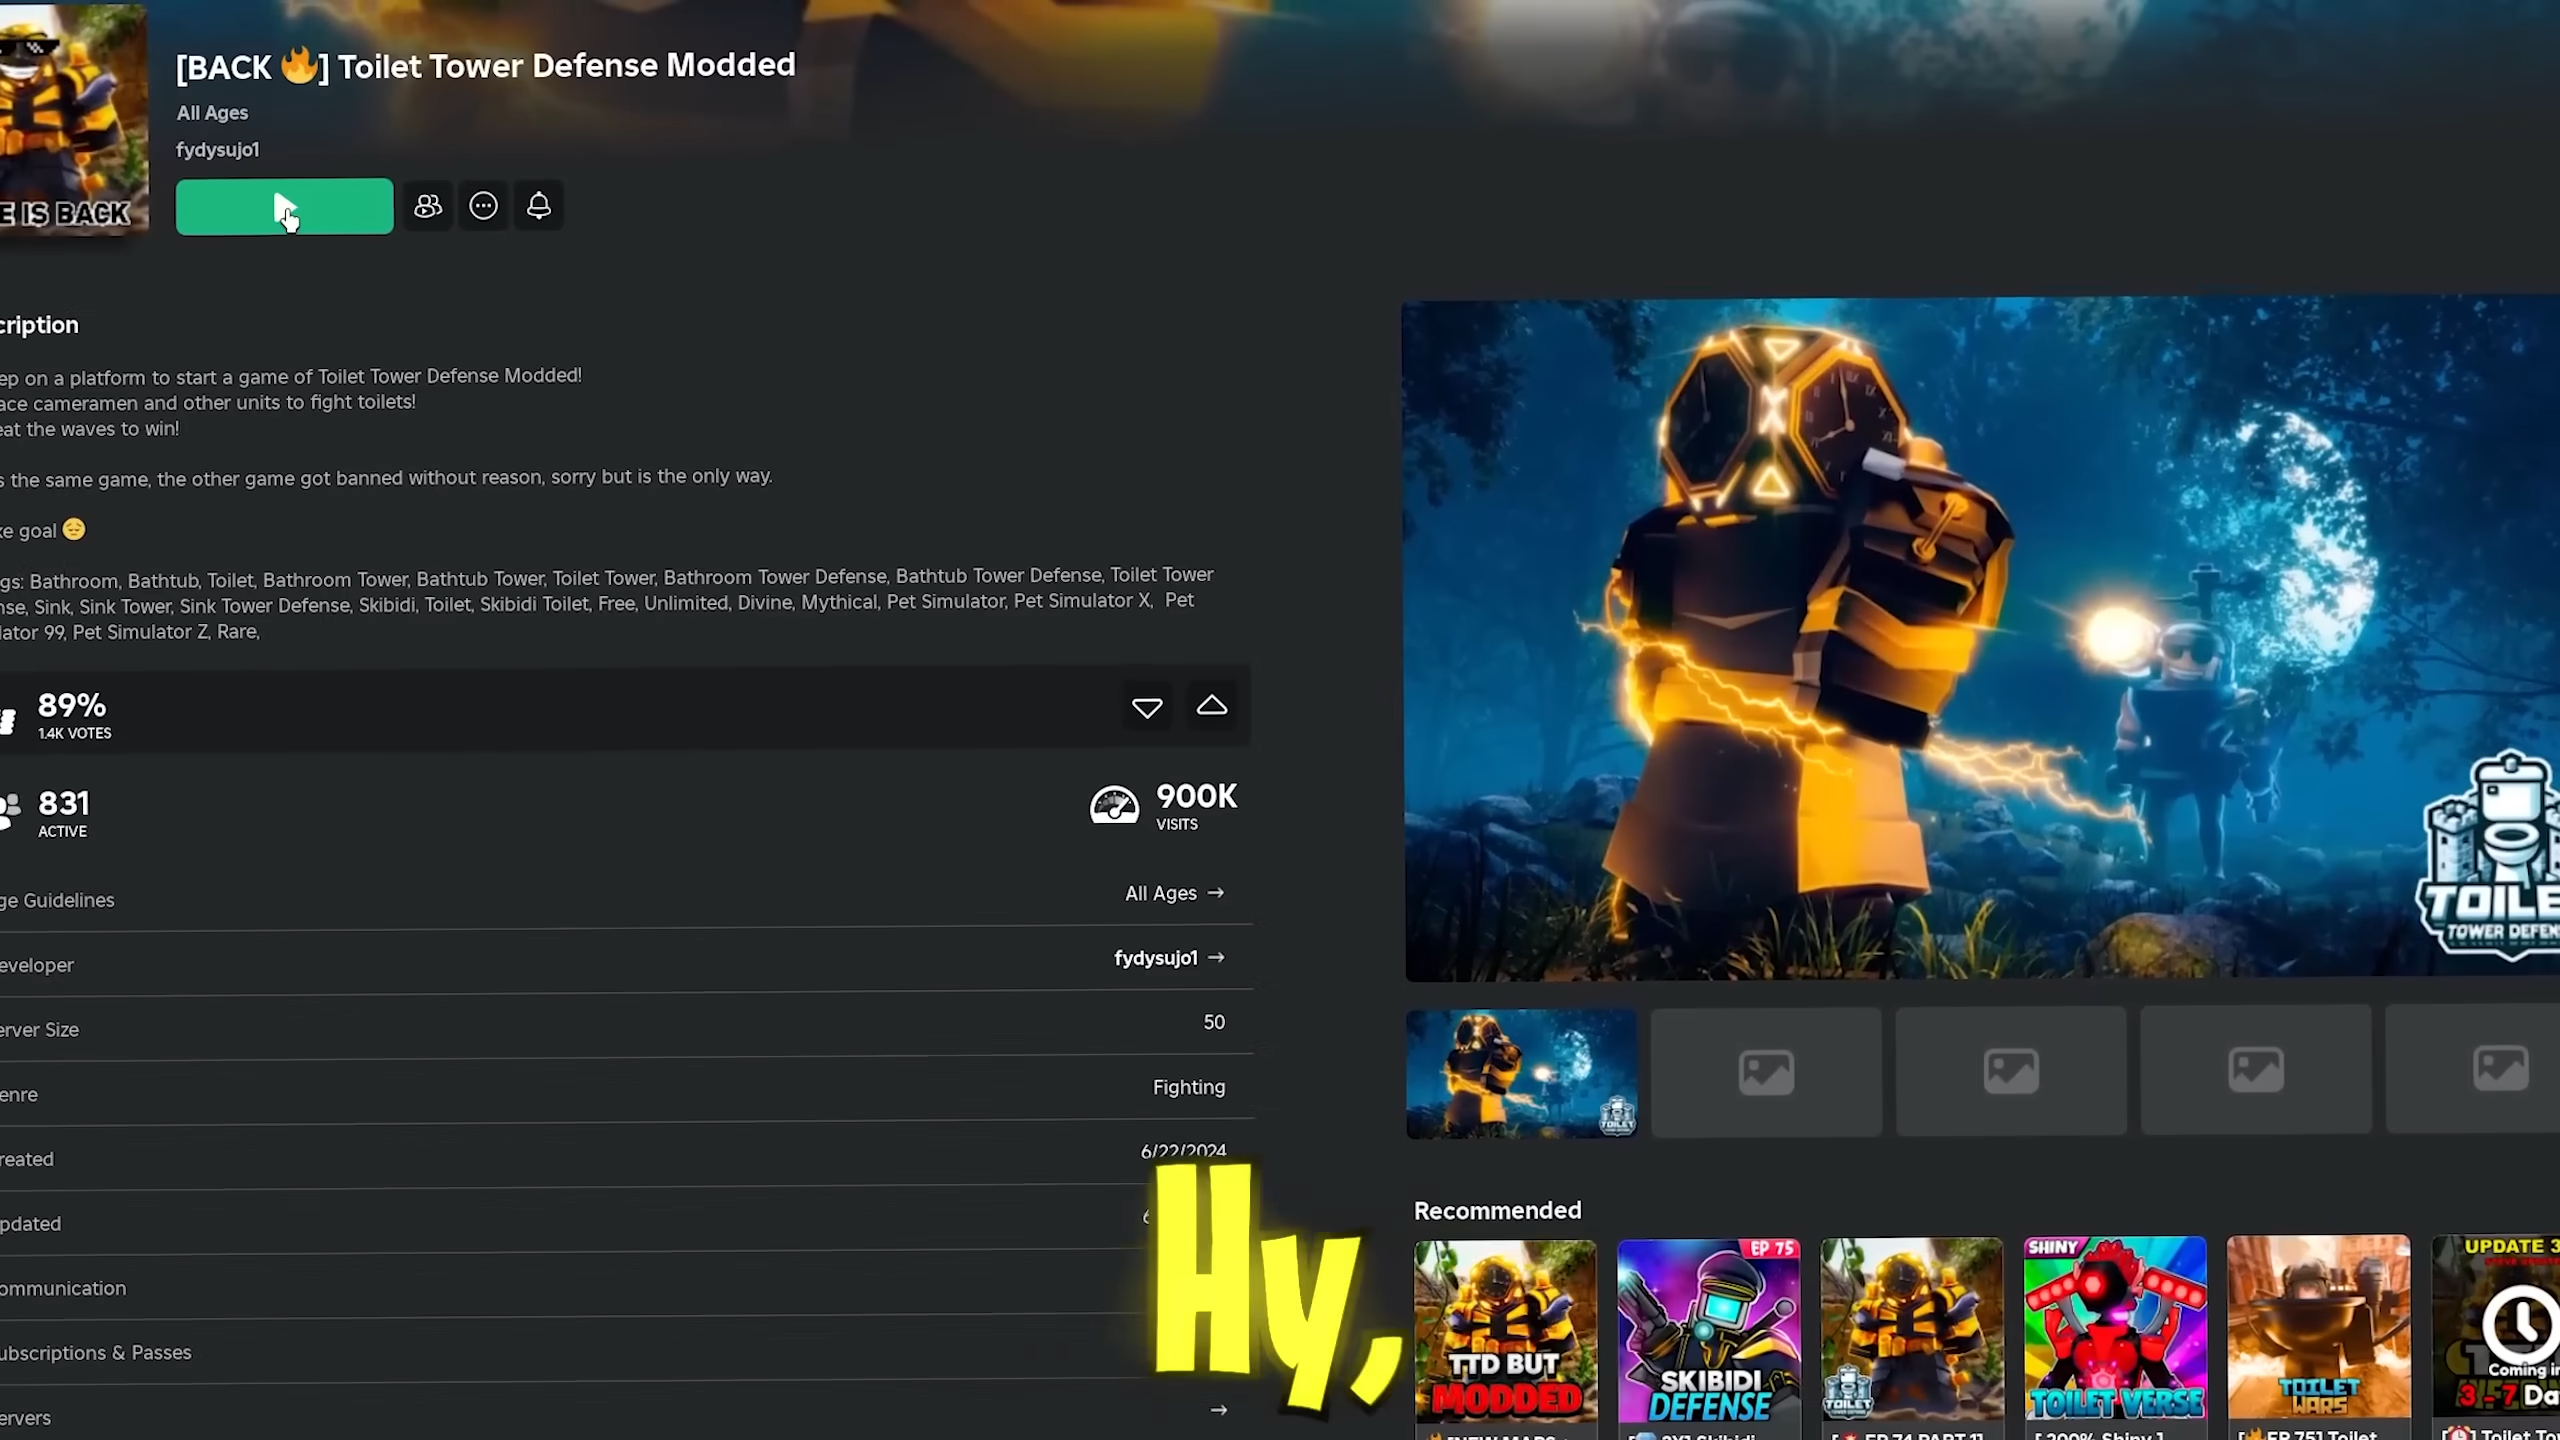 [BACK 🔥] Toilet Tower Defense Modded
All Ages
fydysujo1
E IS BACK
cription
ep on a platform to start a game of Toilet Tower Defense Modded!
ace cameramen and other units to fight toilets!
eat the waves to win!
s the same game, the other game got banned without reason, sorry but is the only way.
ke goal 😔
gs: Bathroom, Bathtub, Toilet, Bathroom Tower, Bathtub Tower, Toilet Tower, Bathroom Tower Defense, Bathtub Tower Defense, Toilet Tower
nse, Sink, Sink Tower, Sink Tower Defense, Skibidi, Toilet, Skibidi Toilet, Free, Unlimited, Divine, Mythical, Pet Simulator, Pet Simulator X, Pet
lator 99, Pet Simulator Z, Rare,
89%
1.4K VOTES
831
ACTIVE
900K
VISITS
ge Guidelines
All Ages →
eveloper
fydysujo1 →
erver Size
50
enre
Fighting
reated
6/22/2024
pdated
ommunication
ubscriptions & Passes
ervers
→
Hy,
TOILE
TOWER DEFENS
TOILET
Recommended
TTD BUT
MODDED
EP 75
SKIBIDI
DEFENSE
TOILET
SHINY
TOILET VERSE
TOILET
WARS
UPDATE 3
Coming in
3 - 7 Da